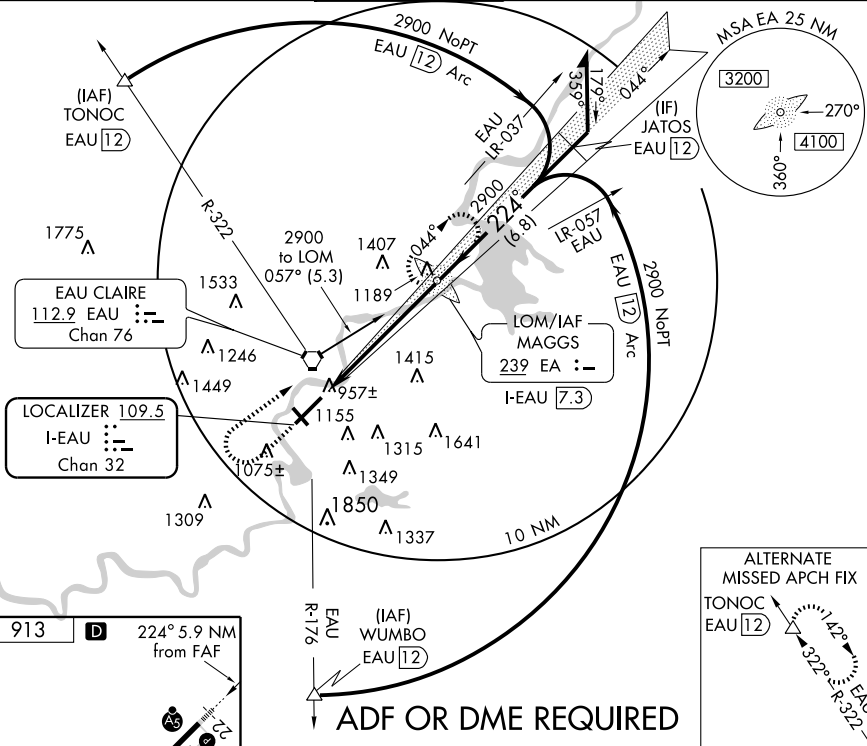 2900 NoPT
EAU 12 Arc
(IAF)
TONOC
EAU 12
R-322
EAU
LR-037
359°
179°
044°
(IF)
JATOS
EAU 12
MSA EA 25 NM
3200
270°
4100
360°
2900
224°
(6.8)
LR-057
EAU
2900 NoPT
EAU 12 Arc
1775
2900
to LOM
057° (5.3)
1407
044°
1189
EAU CLAIRE
112.9 EAU
Chan 76
1533
1246
1449
LOM/IAF
MAGGS
239 EA
I-EAU 7.3
1415
957±
LOCALIZER 109.5
I-EAU
Chan 32
1155
1315
1641
1075±
1349
1309
1850
1337
10 NM
EAU
R-176
(IAF)
WUMBO
EAU 12
ADF OR DME REQUIRED
913
D
224° 5.9 NM
from FAF
A5
22
P
ALTERNATE
MISSED APCH FIX
TONOC
EAU 12
142°
322°
EAU
R-322